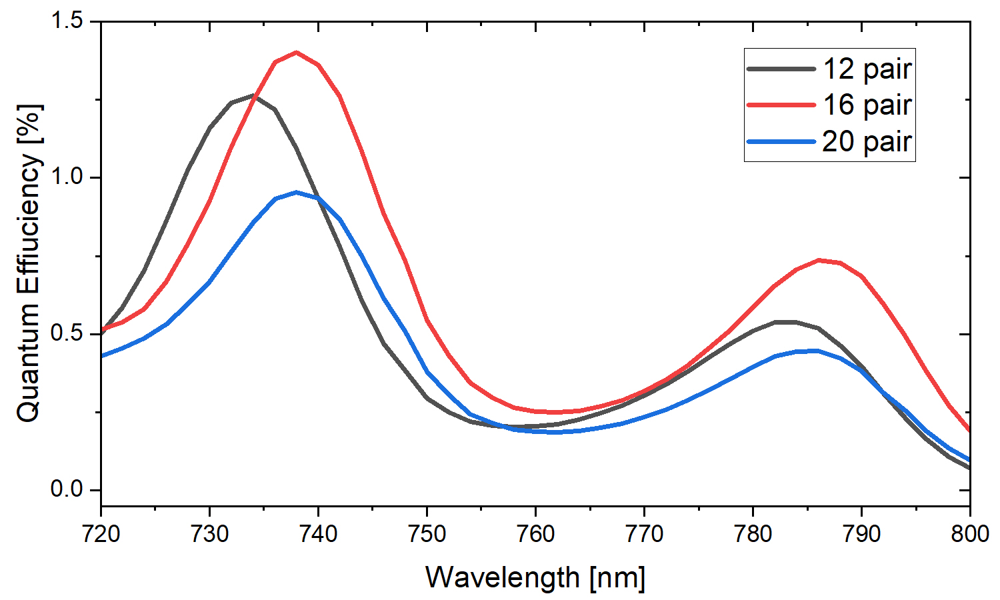 1.5
1.0
0.5
0.0
Quantum Effiuciency [%]
12 pair
16 pair
20 pair
720 730 740 750 760 770 780 790 800
Wavelength [nm]